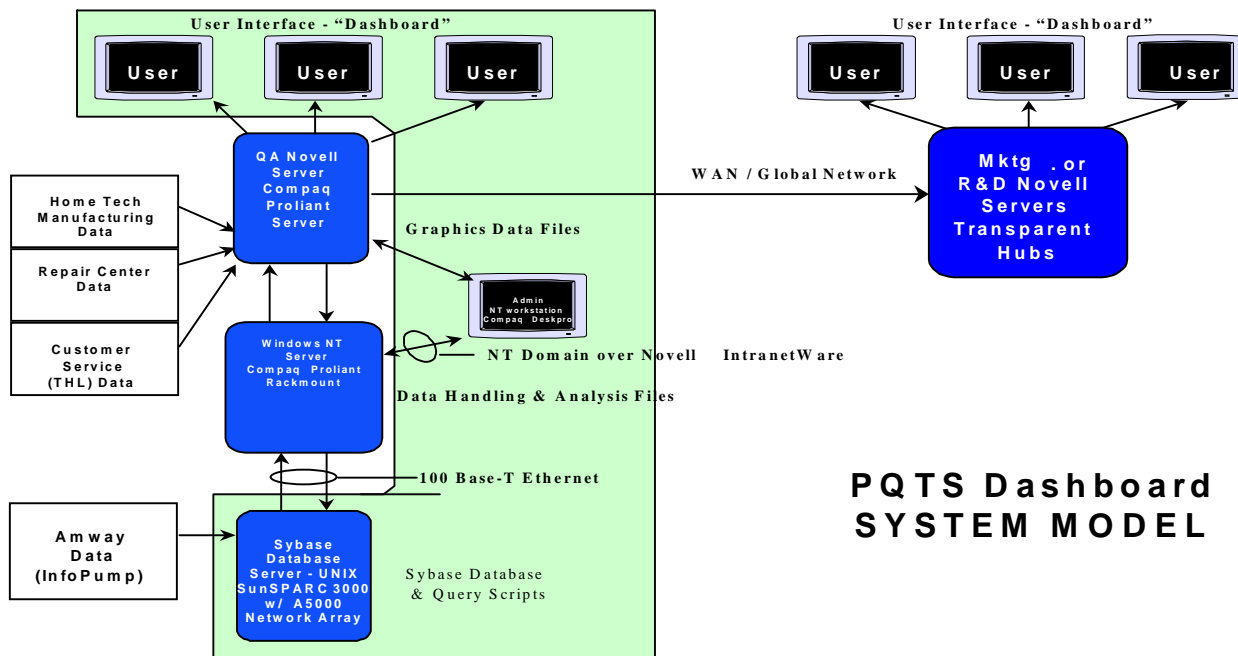 User Interface - “Dashboard”
User Interface - “Dashboard”
User
User
User
User
User
User
QA Novell
Server
Compaq
Proliant
Server
Mktg . or
R&D Novell
Servers
Transparent
Hubs
WAN / Global Network
Home Tech
Manufacturing
Data
Repair Center
Data
Customer
Service
(THL) Data
Graphics Data Files
Admin
NT workstation
Compaq Deskpro
Windows NT
Server
Compaq Proliant
Rackmount
NT Domain over Novell IntranetWare
Data Handling & Analysis Files
100 Base-T Ethernet
PQTS Dashboard
SYSTEM MODEL
Amway
Data
(InfoPump)
Sybase
Database
Server - UNIX
SunSPARC 3000
w/ A5000
Network Array
Sybase Database
& Query Scripts